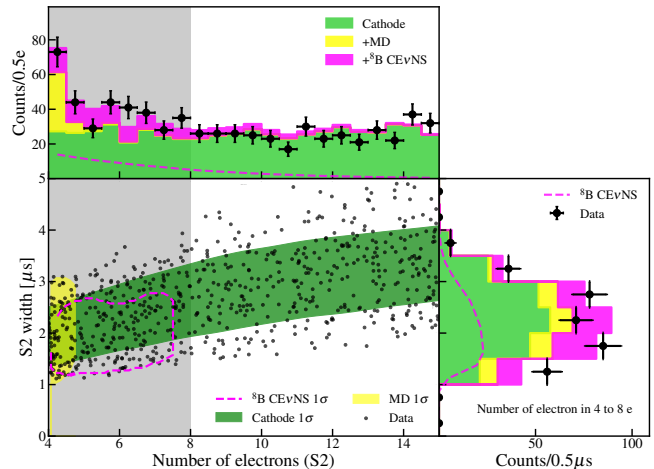 Cathode
+MD
+⁸B CEνNS
Counts/0.5e
80
60
40
20
5
4
3
2
1
0
S2 width [μs]
⁸B CEνNS 1σ
MD 1σ
Cathode 1σ
Data
4
6
8
10
12
14
Number of electrons (S2)
⁸B CEνNS
Data
Number of electron in 4 to 8 e
50
100
Counts/0.5μs